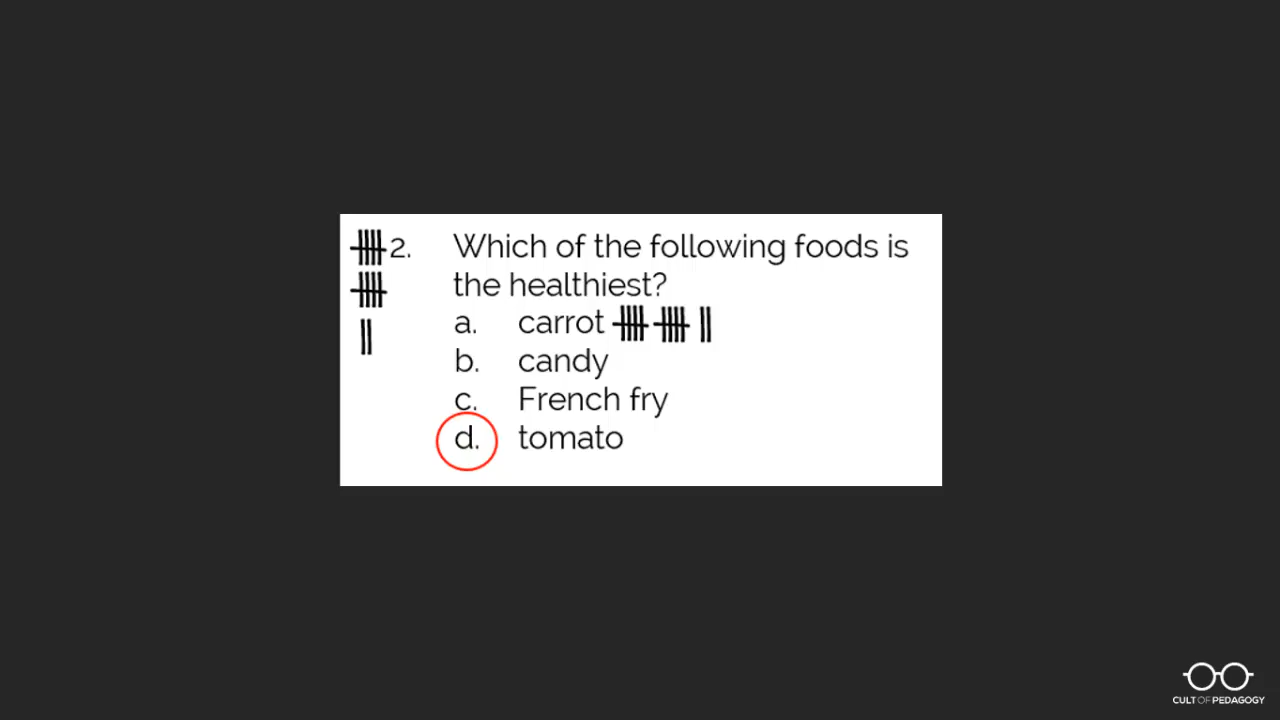 2. Which of the following foods is
the healthiest?
a. carrot
b. candy
c. French fry
d. tomato
CULT OF PEDAGOGY